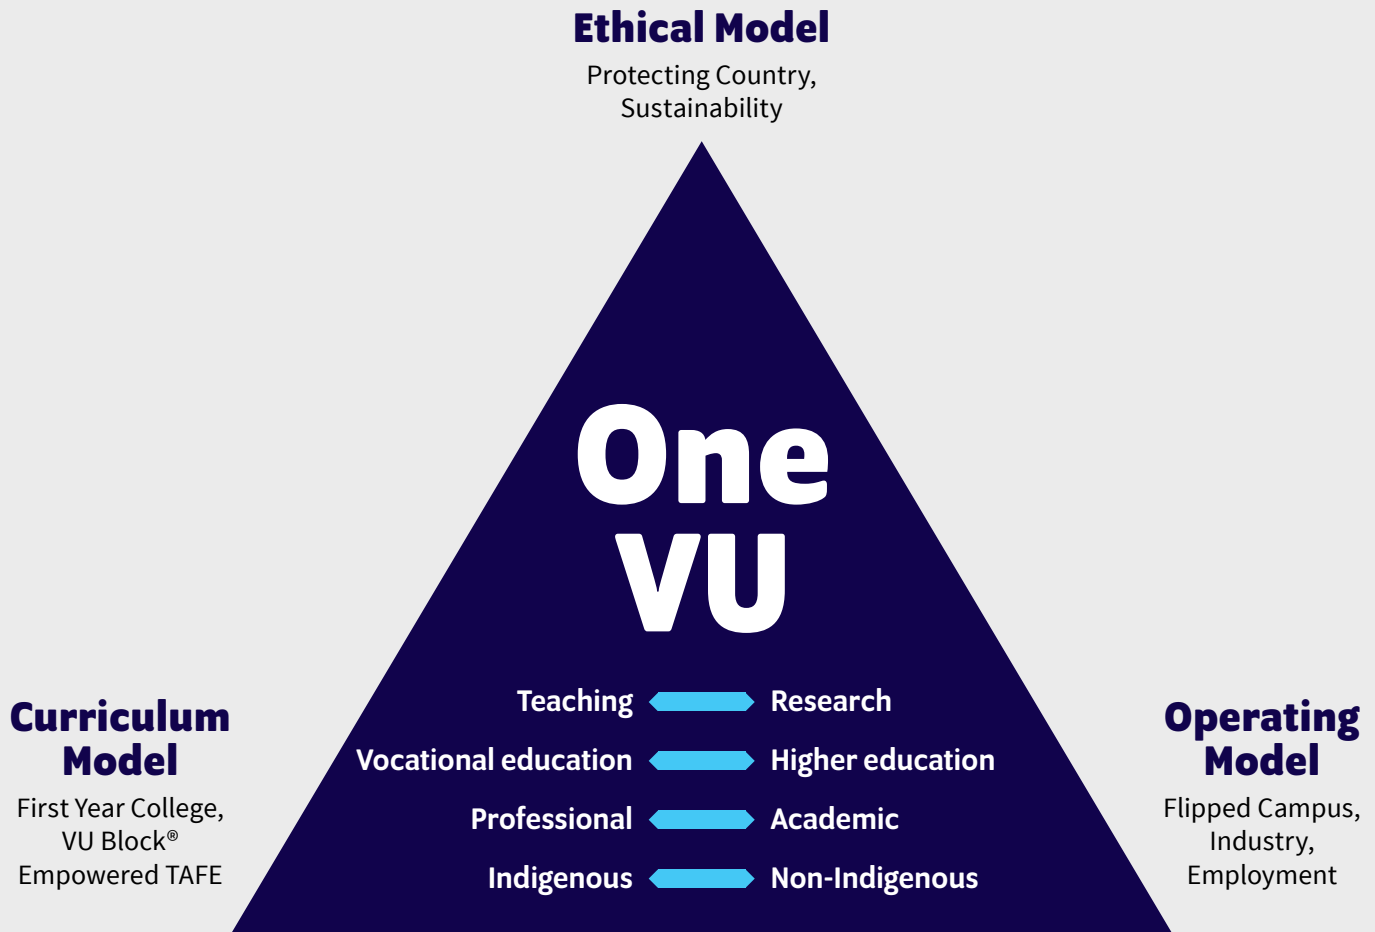 Ethical Model
Protecting Country,
Sustainability
One
VU
Teaching Research
Vocational education Higher education
Professional Academic
Indigenous Non-Indigenous
Curriculum
Model
First Year College,
VU Block®
Empowered TAFE
Operating
Model
Flipped Campus,
Industry,
Employment